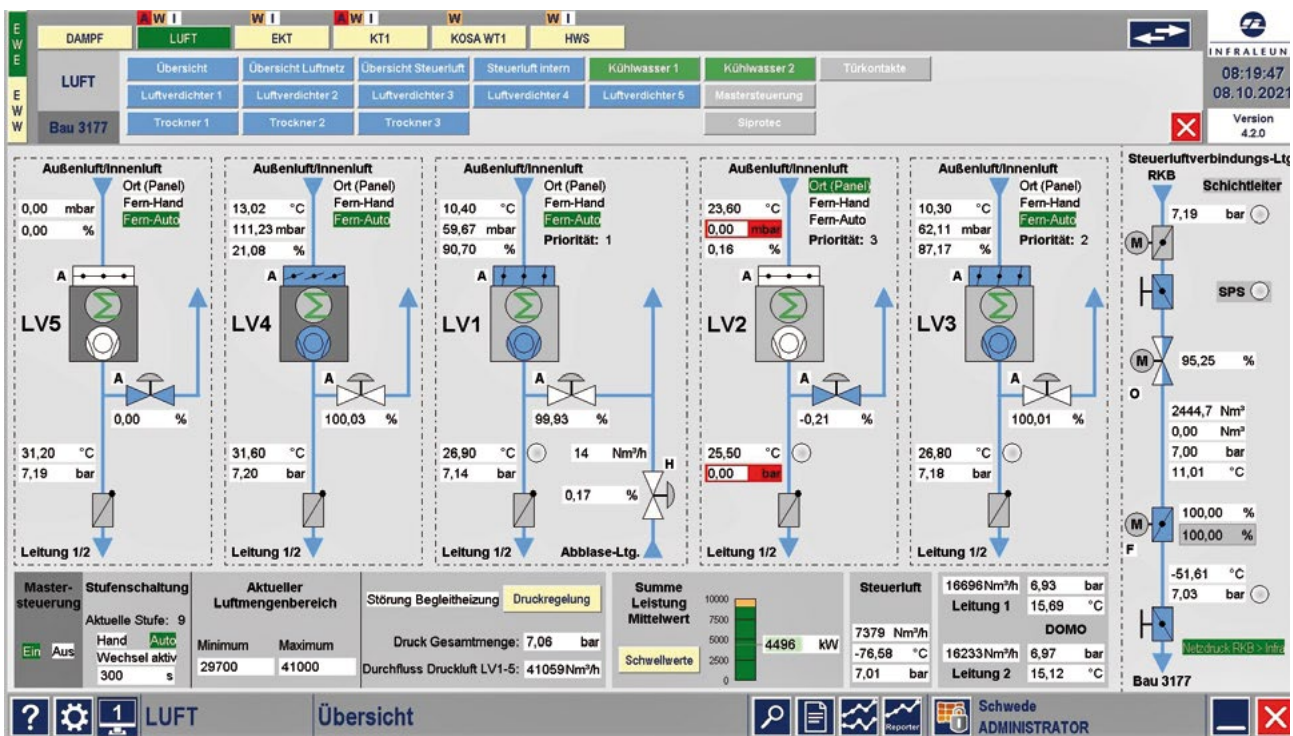 E W E
E W W
DAMPF
A W I
LUFT
W I
EKT
A W I
KT1
W
KOSA WT1
W I
HWS
INFRALEUN
08:19:47
08.10.2021
Version
4.2.0
LUFT
Bau 3177
Übersicht
Übersicht Luftnetz
Übersicht Steuerluft
Steuerluft intern
Kühlwasser 1
Kühlwasser 2
Türkontakte
Luftverdichter 1
Luftverdichter 2
Luftverdichter 3
Luftverdichter 4
Luftverdichter 5
Mastersteuerung
Trockner 1
Trockner 2
Trockner 3
Siprotec
Außenluft/Innenluft
Ort (Panel)
Fern-Hand
Fern-Auto
0,00 mbar
0,00 %
A
LV5
A
0,00 %
31,20 °C
7,19 bar
Leitung 1/2
Außenluft/Innenluft
Ort (Panel)
Fern-Hand
Fern-Auto
13,02 °C
111,23 mbar
21,08 %
A
LV4
A
100,03 %
31,60 °C
7,20 bar
Leitung 1/2
Außenluft/Innenluft
Ort (Panel)
Fern-Hand
Fern-Auto
Priorität: 1
10,40 °C
59,67 mbar
90,70 %
A
LV1
A
99,93 %
26,90 °C
7,14 bar
14 Nm³/h
H
0,17 %
Leitung 1/2
Abblase-Ltg.
Außenluft/Innenluft
Ort (Panel)
Fern-Hand
Fern-Auto
Priorität: 3
23,60 °C
0,00 mbar
0,16 %
A
LV2
A
-0,21 %
25,50 °C
0,00 bar
Leitung 1/2
Außenluft/Innenluft
Ort (Panel)
Fern-Hand
Fern-Auto
Priorität: 2
10,30 °C
62,11 mbar
87,17 %
A
LV3
A
100,01 %
26,80 °C
7,18 bar
Leitung 1/2
Steuerluftverbindungs-Ltg
RKB
Schichtleiter
7,19 bar
M
SPS
M
95,25 %
O
2444,7 Nm³
0,00 Nm³
7,00 bar
11,01 °C
M
100,00 %
100,00 %
F
-51,61 °C
7,03 bar
Netzdruck RKB > Infra
Bau 3177
Master-
steuerung
Ein Aus
Stufenschaltung
Aktuelle Stufe: 9
Hand Auto
Wechsel aktiv
300 s
Aktueller
Luftmengenbereich
Minimum Maximum
29700 41000
Störung Begleitheizung Druckregelung
Druck Gesamtmenge: 7,06 bar
Durchfluss Druckluft LV1-5: 41059 Nm³/h
Summe
Leistung
Mittelwert
Schwellwerte
10000
7500
5000
2500
0
4496 kW
Steuerluft
7379 Nm³/h
-76,58 °C
7,01 bar
16696 Nm³/h 6,93 bar
Leitung 1 15,69 °C
DOMO
16233 Nm³/h 6,97 bar
Leitung 2 15,12 °C
?
1
LUFT
Übersicht
Reporter
Schwede
ADMINISTRATOR